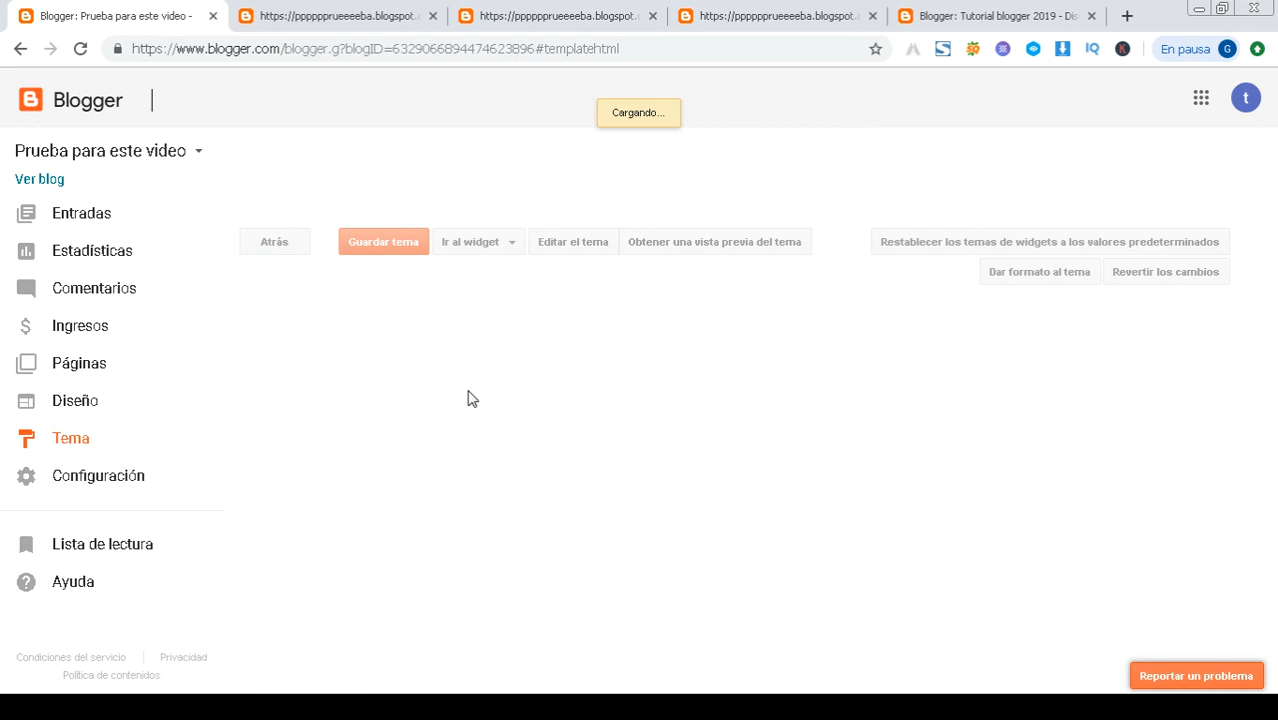 Blogger: Prueba para este video -
https://ppppppprueeeeba.blogspot.c
https://ppppppprueeeeba.blogspot.c
https://ppppppprueeeeba.blogspot.c
Blogger: Tutorial blogger 2019 - Dis
https://www.blogger.com/blogger.g?blogID=6329066894474623896#templatehtml
En pausa G
Blogger
t
Cargando...
Prueba para este video
Ver blog
Entradas
Estadísticas
Comentarios
Ingresos
Páginas
Diseño
Tema
Configuración
Lista de lectura
Ayuda
Atrás Guardar tema Ir al widget Editar el tema Obtener una vista previa del tema Restablecer los temas de widgets a los valores predeterminados
Dar formato al tema Revertir los cambios
Condiciones del servicio Privacidad
Política de contenidos
Reportar un problema